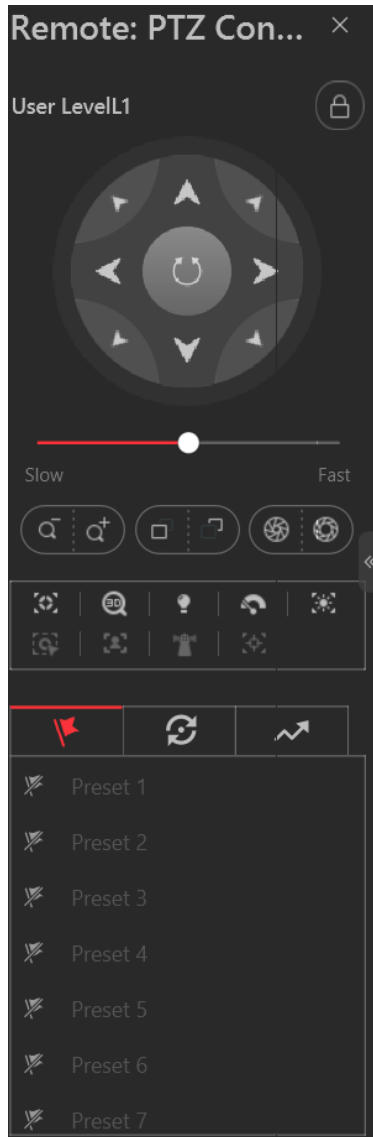 Remote: PTZ Con...
User LevelL1
Slow Fast
3D
Preset 1
Preset 2
Preset 3
Preset 4
Preset 5
Preset 6
Preset 7